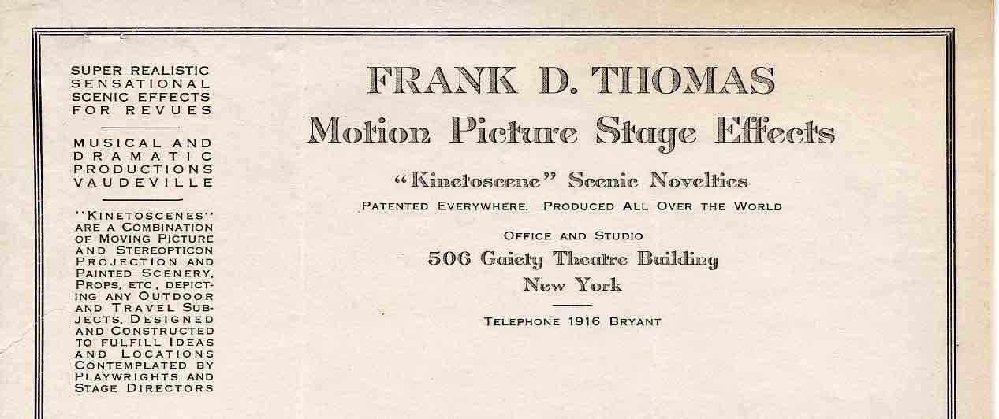 SUPER REALISTIC
SENSATIONAL
SCENIC EFFECTS
FOR REVUES
MUSICAL AND
DRAMATIC
PRODUCTIONS
VAUDEVILLE
"KINETOSCENES"
ARE A COMBINATION
OF MOVING PICTURE
AND STEREOPTICON
PROJECTION AND
PAINTED SCENERY,
PROPS, ETC., DEPICT-
ING ANY OUTDOOR
AND TRAVEL SUB-
JECTS, DESIGNED
AND CONSTRUCTED
TO FULFILL IDEAS
AND LOCATIONS
CONTEMPLATED BY
PLAYWRIGHTS AND
STAGE DIRECTORS
FRANK D. THOMAS
Motion Picture Stage Effects
"Kinetoscene" Scenic Novelties
PATENTED EVERYWHERE. PRODUCED ALL OVER THE WORLD
OFFICE AND STUDIO
506 Gaiety Theatre Building
New York
TELEPHONE 1916 BRYANT